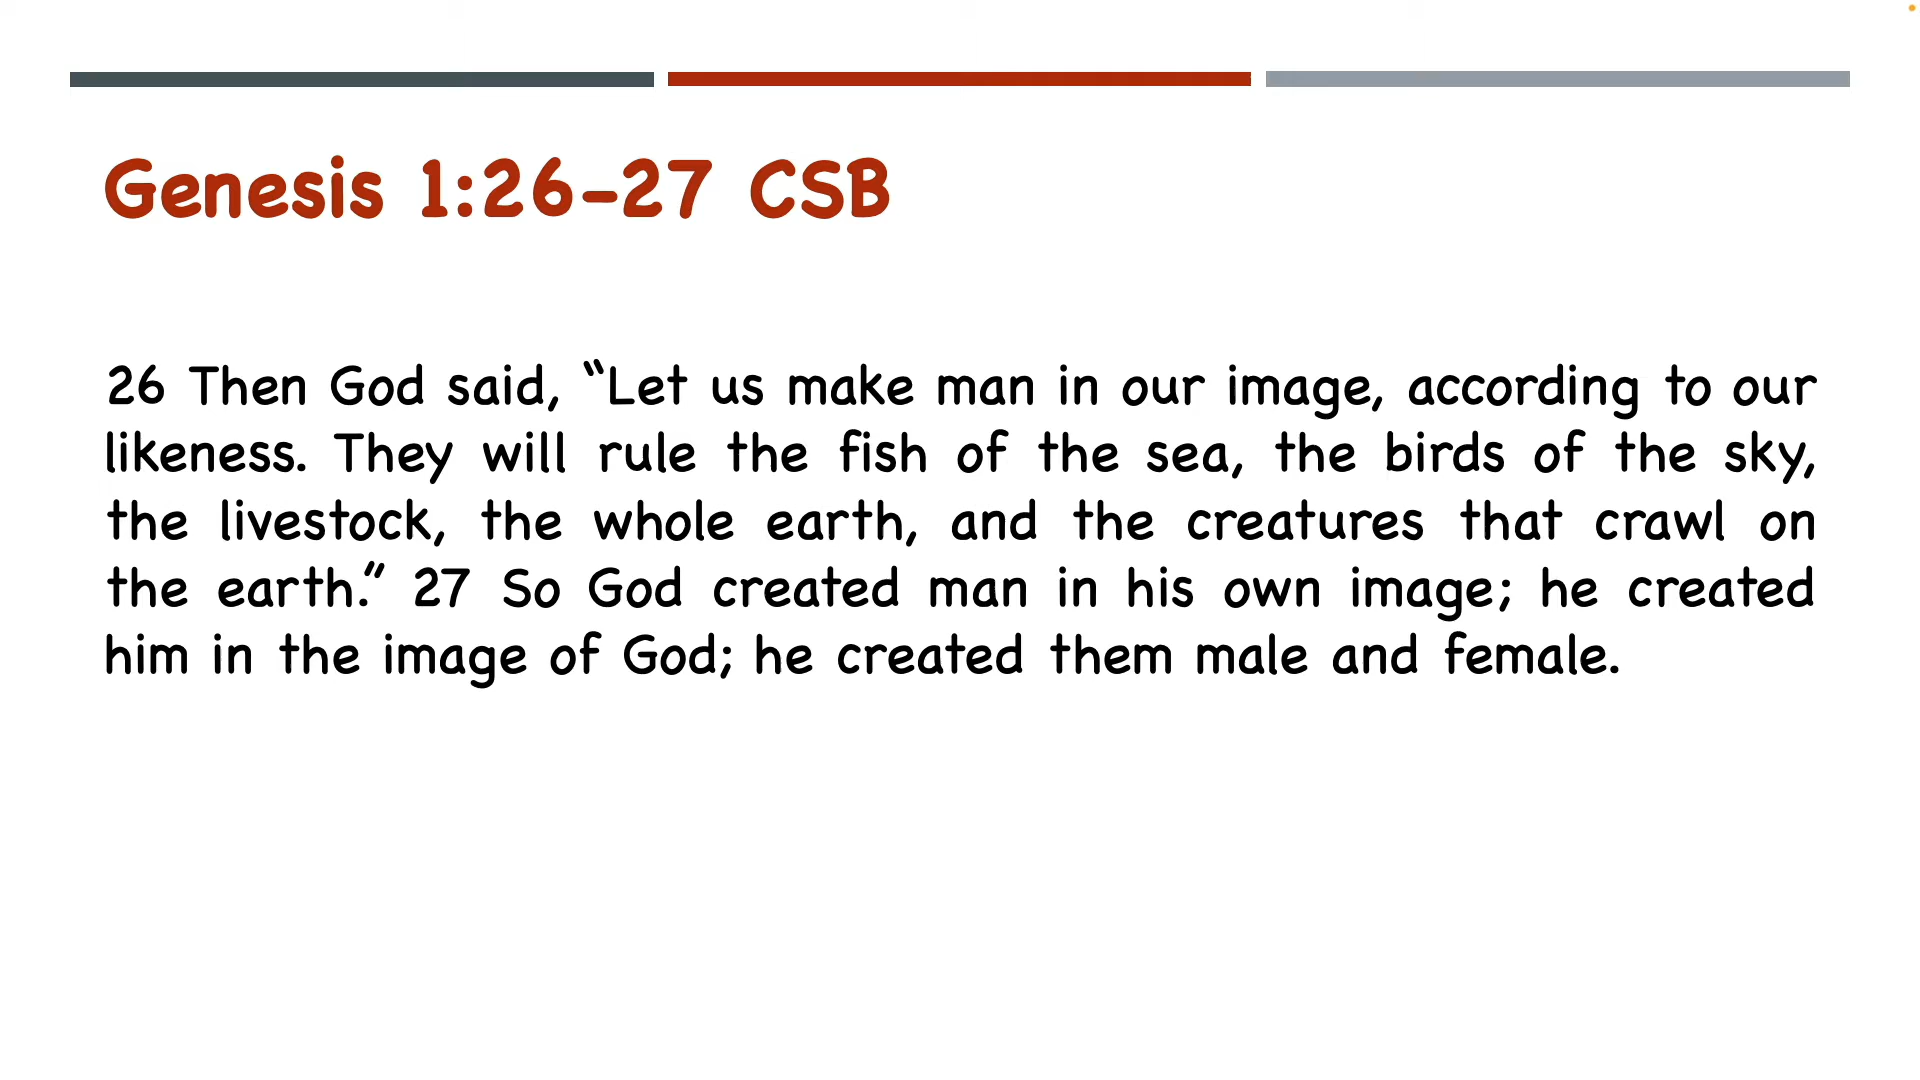 Genesis 1:26-27 CSB
26 Then God said, “Let us make man in our image, according to our
likeness. They will rule the fish of the sea, the birds of the sky,
the livestock, the whole earth, and the creatures that crawl on
the earth.” 27 So God created man in his own image; he created
him in the image of God; he created them male and female.